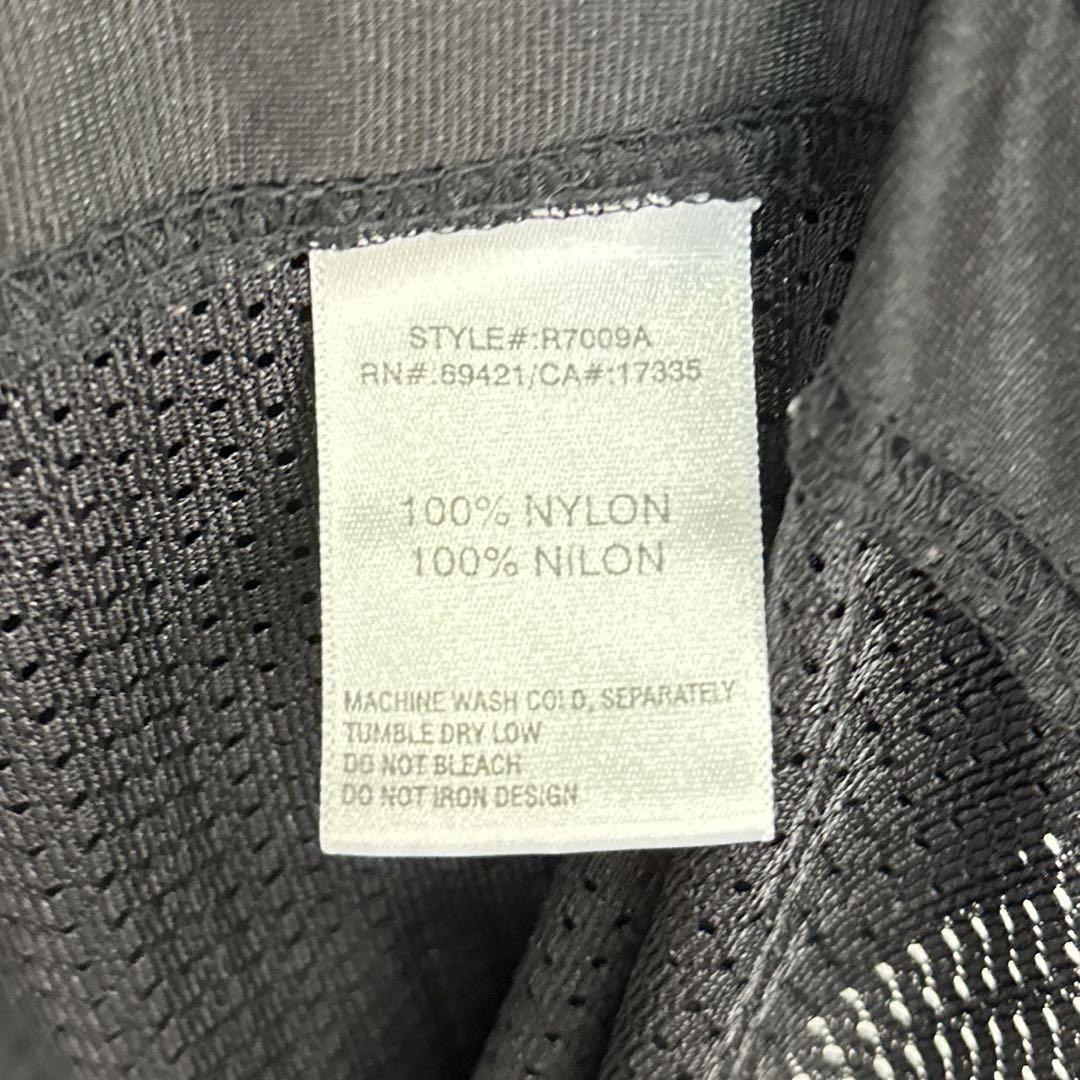 STYLE#:R7009A
RN#:69421/CA#:17335
100% NYLON
100% NILON
MACHINE WASH COLD, SEPARATELY
TUMBLE DRY LOW
DO NOT BLEACH
DO NOT IRON DESIGN